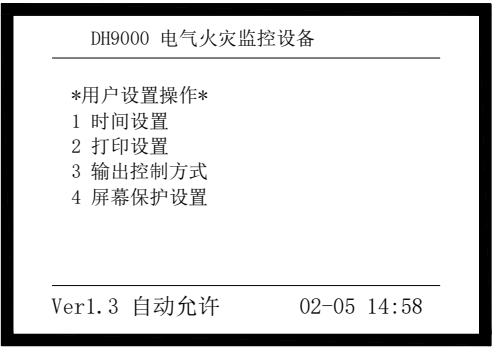 DH9000 电气火灾监控设备
*用户设置操作*
1 时间设置
2 打印设置
3 输出控制方式
4 屏幕保护设置
Ver1.3 自动允许 02-05 14:58